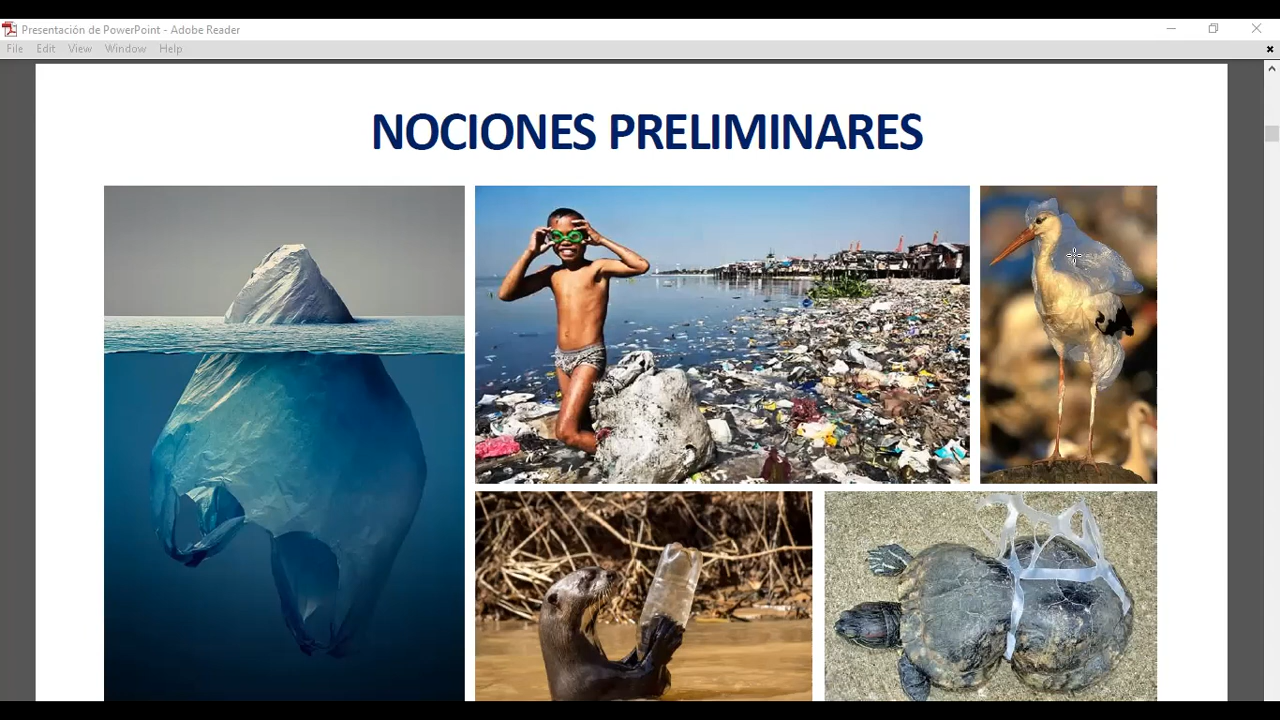 Presentación de PowerPoint - Adobe Reader
File Edit View Window Help
NOCIONES PRELIMINARES